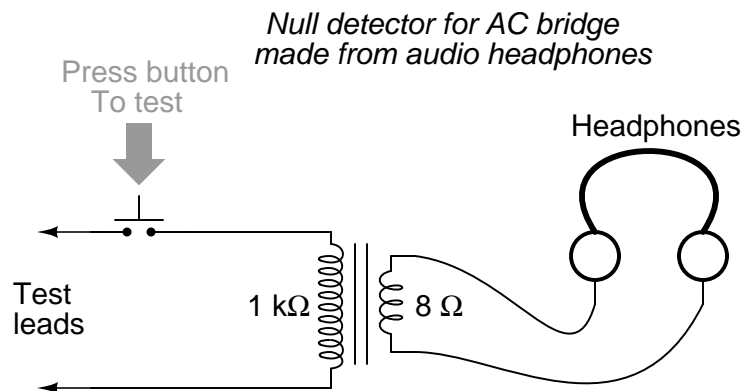 Null detector for AC bridge
made from audio headphones
Press button
To test
Headphones
Test
leads
1 kΩ
8 Ω